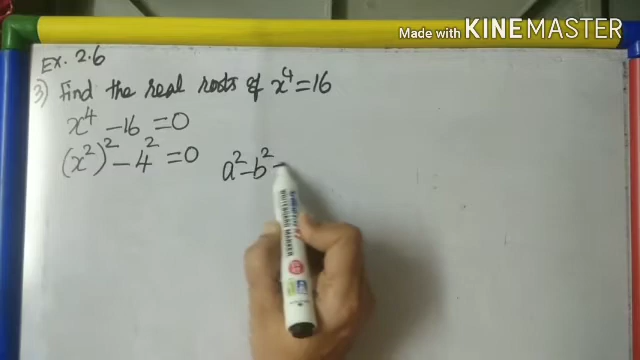 Made with KINEMASTER
Ex. 2.6
3) Find the real roots of x⁴=16
x⁴ -16 =0
(x²)² - 4² =0
a²-b² =